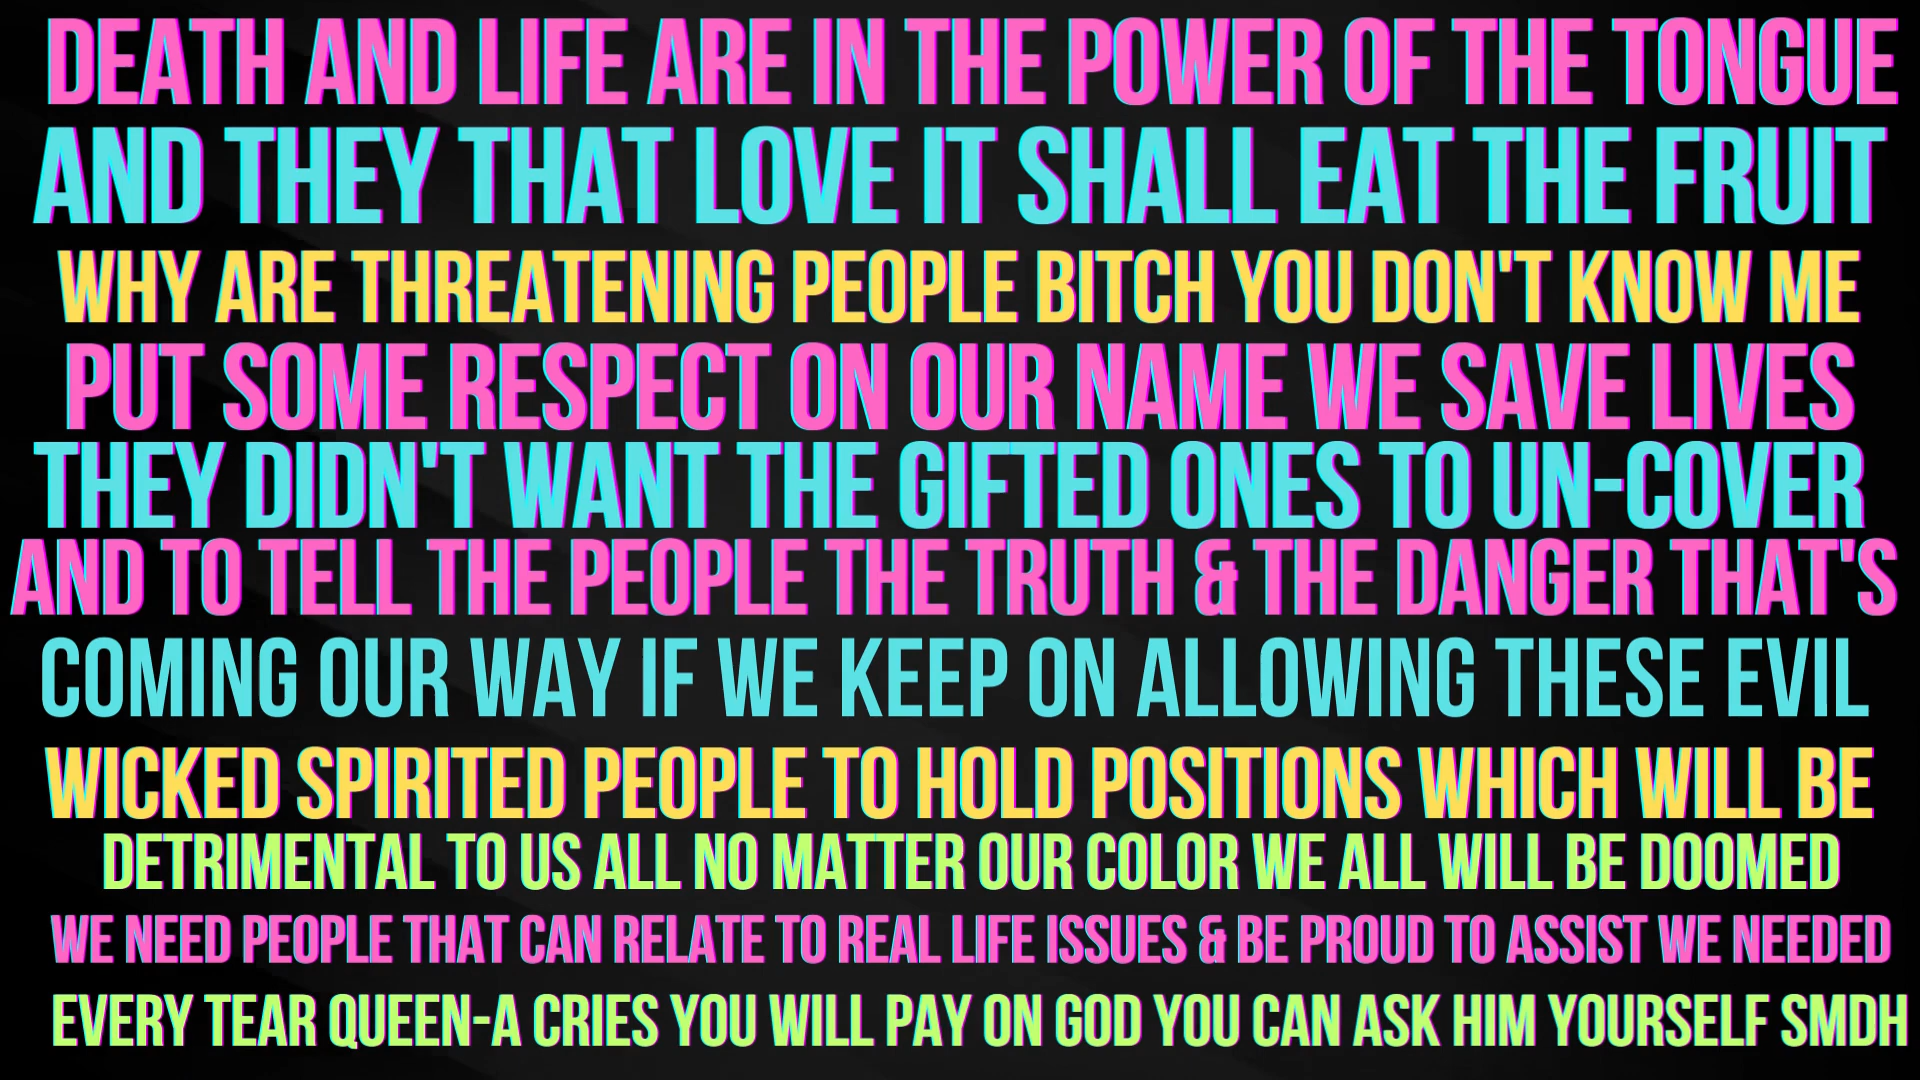 DEATH AND LIFE ARE IN THE POWER OF THE TONGUE
AND THEY THAT LOVE IT SHALL EAT THE FRUIT
WHY ARE THREATENING PEOPLE BITCH YOU DON'T KNOW ME
PUT SOME RESPECT ON OUR NAME WE SAVE LIVES
THEY DIDN'T WANT THE GIFTED ONES TO UN-COVER
AND TO TELL THE PEOPLE THE TRUTH & THE DANGER THAT'S
COMING OUR WAY IF WE KEEP ON ALLOWING THESE EVIL
WICKED SPIRITED PEOPLE TO HOLD POSITIONS WHICH WILL BE
DETRIMENTAL TO US ALL NO MATTER OUR COLOR WE ALL WILL BE DOOMED
WE NEED PEOPLE THAT CAN RELATE TO REAL LIFE ISSUES & BE PROUD TO ASSIST WE NEEDED
EVERY TEAR QUEEN-A CRIES YOU WILL PAY ON GOD YOU CAN ASK HIM YOURSELF SMDH